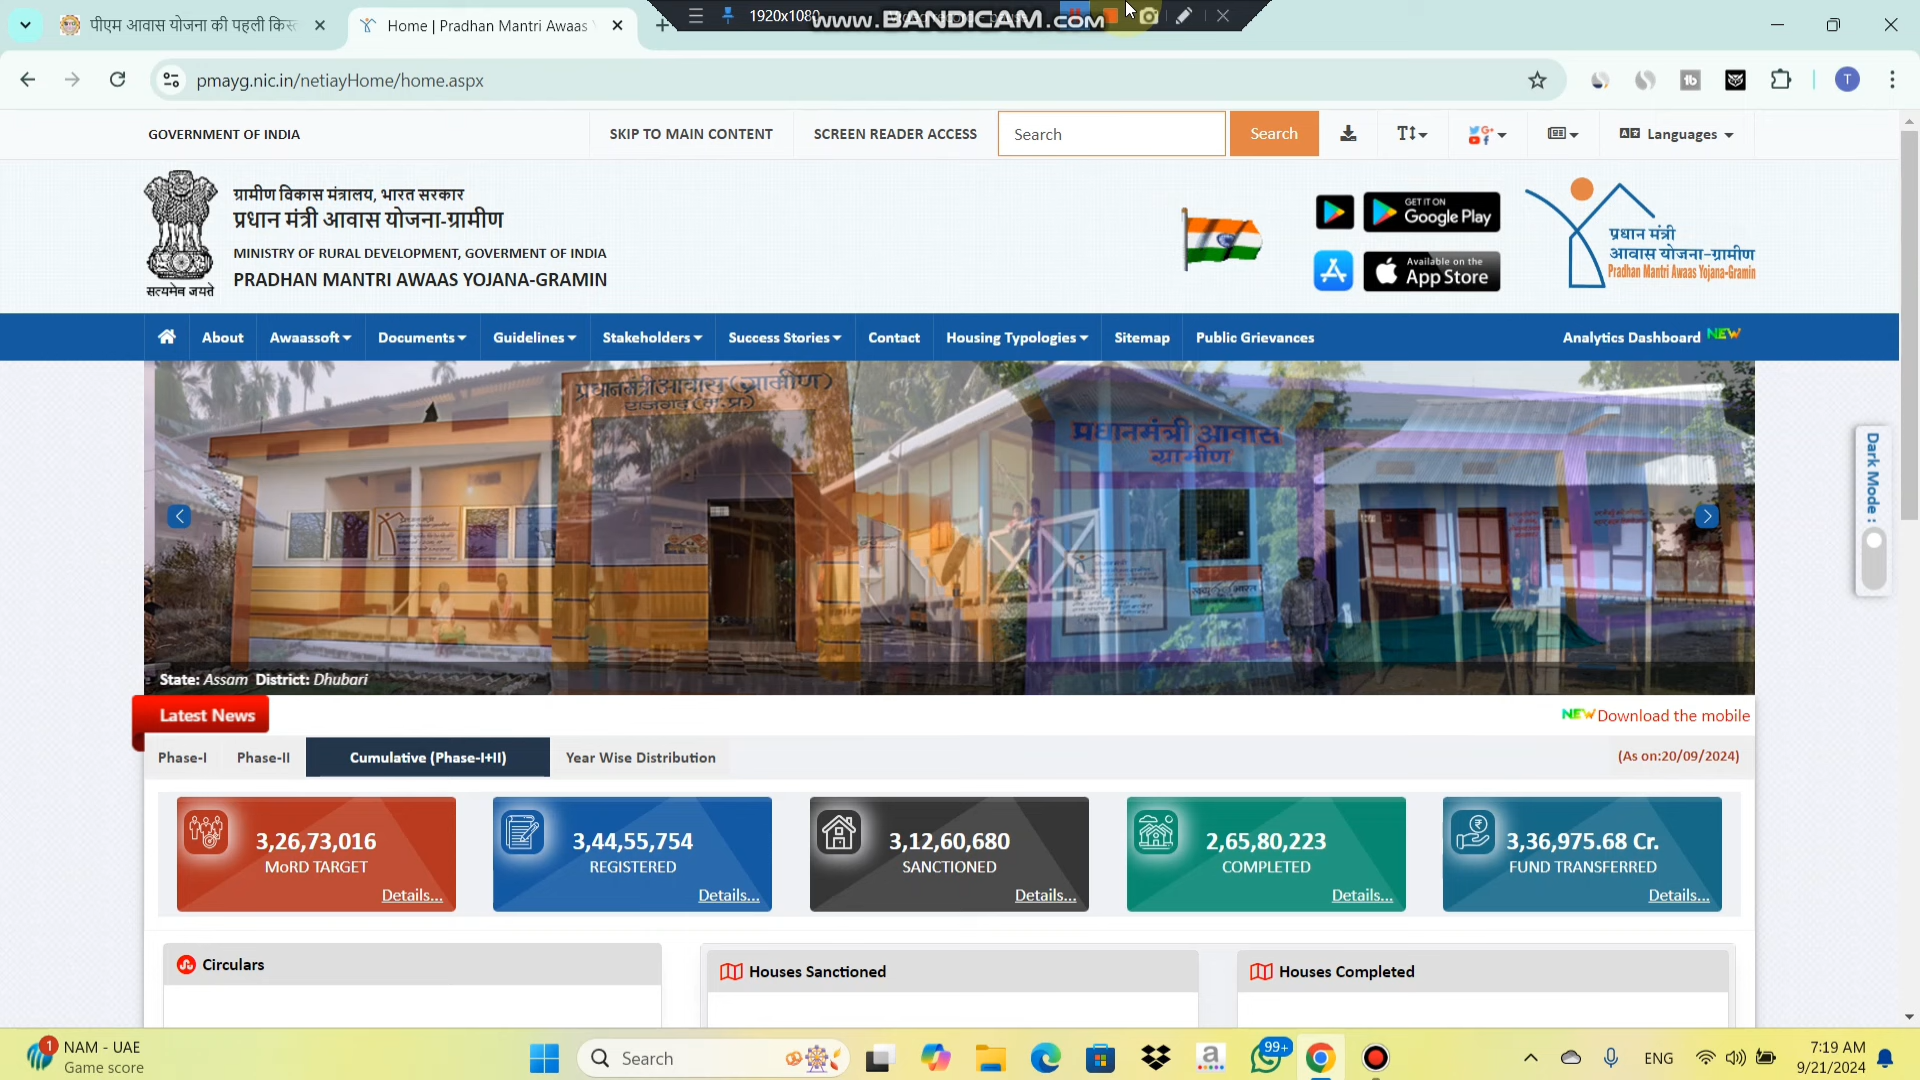 पीएम आवास योजना की पहली किस्त
Home | Pradhan Mantri Awaas
1920x1080
www.BANDICAM.com
pmayg.nic.in/netiayHome/home.aspx
T
GOVERNMENT OF INDIA
SKIP TO MAIN CONTENT
SCREEN READER ACCESS
Search
Search
Languages
ग्रामीण विकास मंत्रालय, भारत सरकार
प्रधान मंत्री आवास योजना-ग्रामीण
MINISTRY OF RURAL DEVELOPMENT, GOVERMENT OF INDIA
PRADHAN MANTRI AWAAS YOJANA-GRAMIN
सत्यमेव जयते
GET IT ON
Google Play
Available on the
App Store
प्रधान मंत्री
आवास योजना-ग्रामीण
Pradhan Mantri Awaas Yojana-Gramin
About
Awaassoft
Documents
Guidelines
Stakeholders
Success Stories
Contact
Housing Typologies
Sitemap
Public Grievances
Analytics Dashboard NEW
प्रधानमंत्री आवास (ग्रामीण)
राजगढ़ (म.प्र.)
प्रधानमंत्री आवास
ग्रामीण
Dark Mode :
State: Assam District: Dhubari
Latest News
NEW Download the mobile
Phase-I
Phase-II
Cumulative (Phase-I+II)
Year Wise Distribution
(As on:20/09/2024)
3,26,73,016
MoRD TARGET
Details...
3,44,55,754
REGISTERED
Details...
3,12,60,680
SANCTIONED
Details...
2,65,80,223
COMPLETED
Details...
3,36,975.68 Cr.
FUND TRANSFERRED
Details...
Circulars
Houses Sanctioned
Houses Completed
1
NAM - UAE
Game score
Search
99+
ENG
7:19 AM
9/21/2024